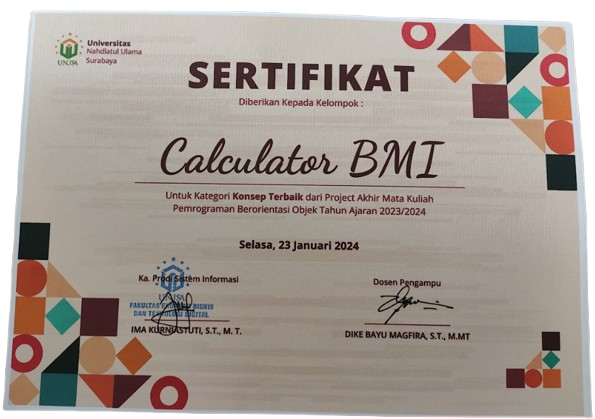 Universitas
Nahdlatul Ulama
Surabaya
UNUSA
SERTIFIKAT
Diberikan Kepada Kelompok :
Calculator BMI
Untuk Kategori Konsep Terbaik dari Project Akhir Mata Kuliah
Pemrograman Berorientasi Objek Tahun Ajaran 2023/2024
Selasa, 23 Januari 2024
Ka. Prodi Sistem Informasi
UNUSA
FAKULTAS EKONOMI BISNIS
DAN TEKNOLOGI DIGITAL
IMA KURNIASTUTI, S.T., M. T.
Dosen Pengampu
DIKE BAYU MAGFIRA, S.T., M.MT